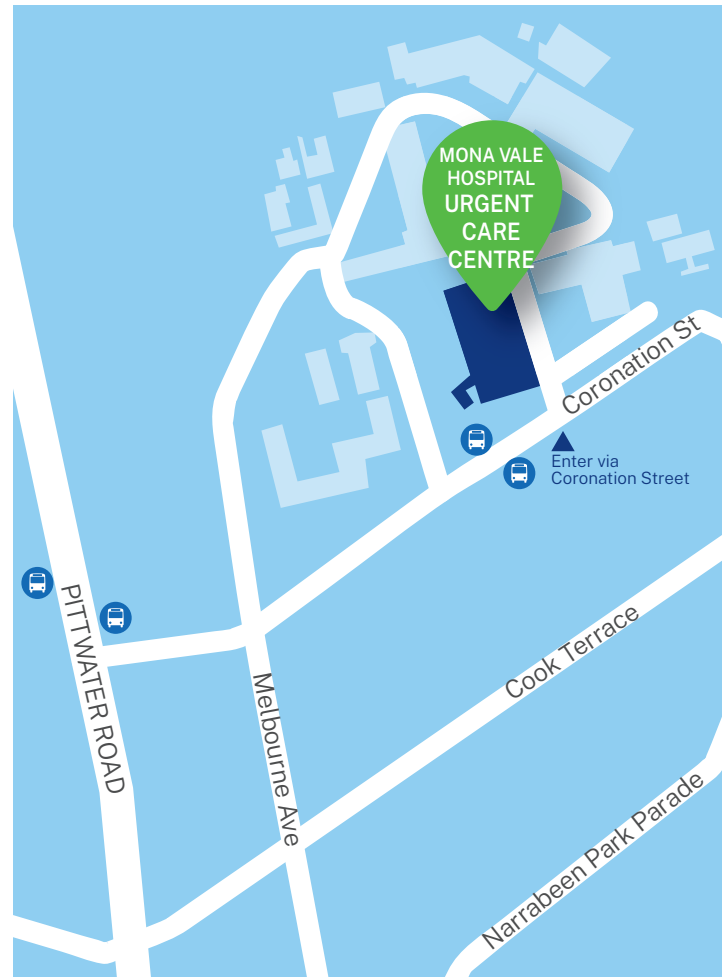 MONA VALE
HOSPITAL
URGENT
CARE
CENTRE
Coronation St
Enter via
Coronation Street
PITTWATER ROAD
Cook Terrace
Melbourne Ave
Narrabeen Park Parade